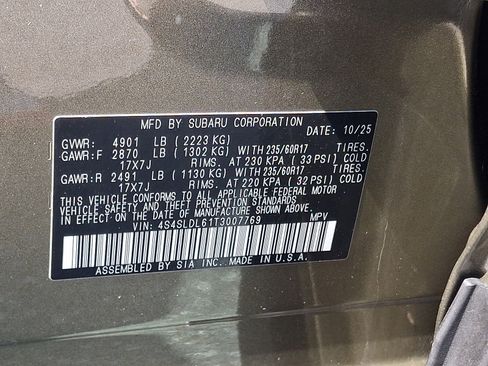 MFD BY SUBARU CORPORATION DATE: 10/25
GVWR: 4901 LB ( 2223 KG)
GAWR:F 2870 LB ( 1302 KG) WITH 235/60R17 TIRES.
17X7J RIMS. AT 230 KPA ( 33 PSI) COLD
GAWR:R 2491 LB ( 1130 KG) WITH 235/60R17 TIRES.
17X7J RIMS. AT 220 KPA ( 32 PSI) COLD
THIS VEHICLE CONFORMS TO ALL APPLICABLE FEDERAL MOTOR
VEHICLE SAFETY AND BUMPER STANDARDS
IN EFFECT ON THE DATE OF MANUFACTURE SHOWN ABOVE.
VIN: 4S4SLDL61T3007769 MPV
ASSEMBLED BY SIA INC. MADE IN U.S.A.